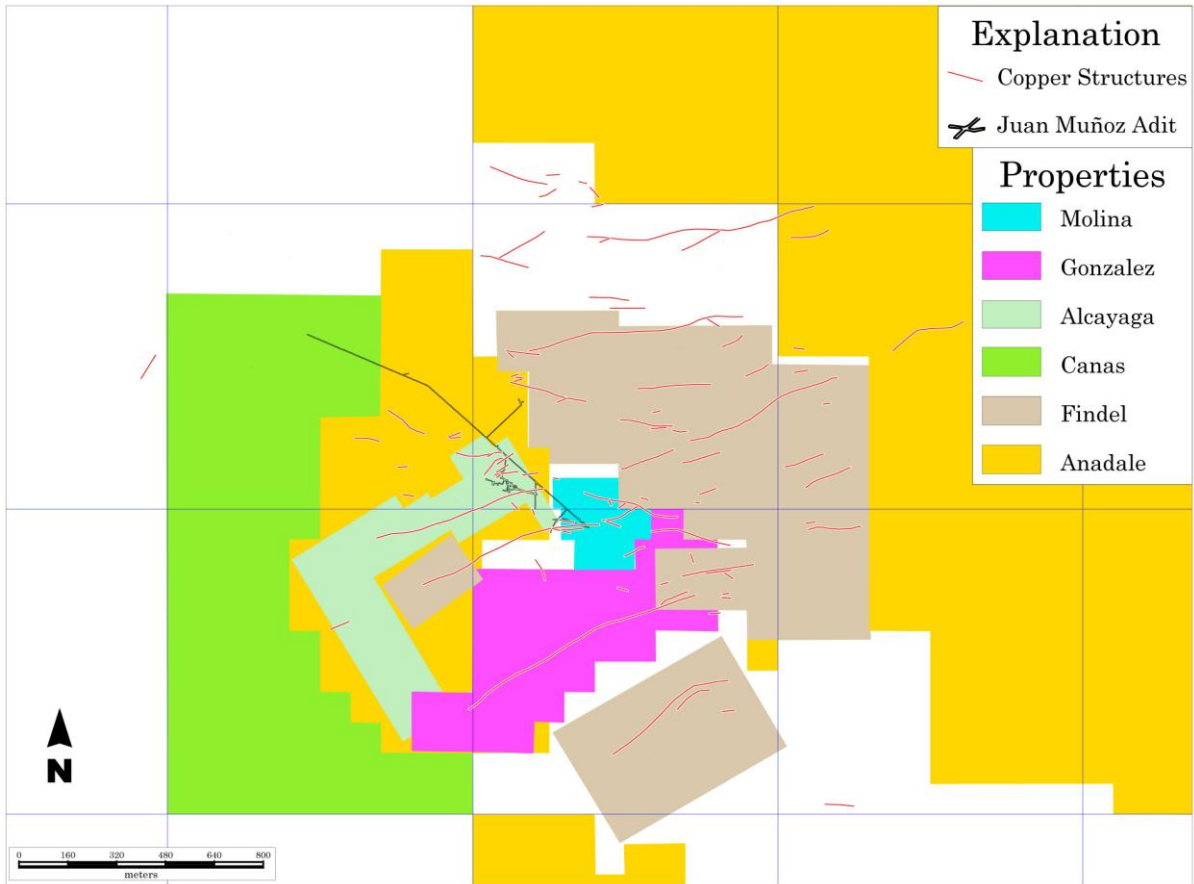 Explanation
Copper Structures
Juan Muñoz Adit
Properties
Molina
Gonzalez
Alcayaga
Canas
Findel
Anadale
N
0 160 320 480 640 800
meters